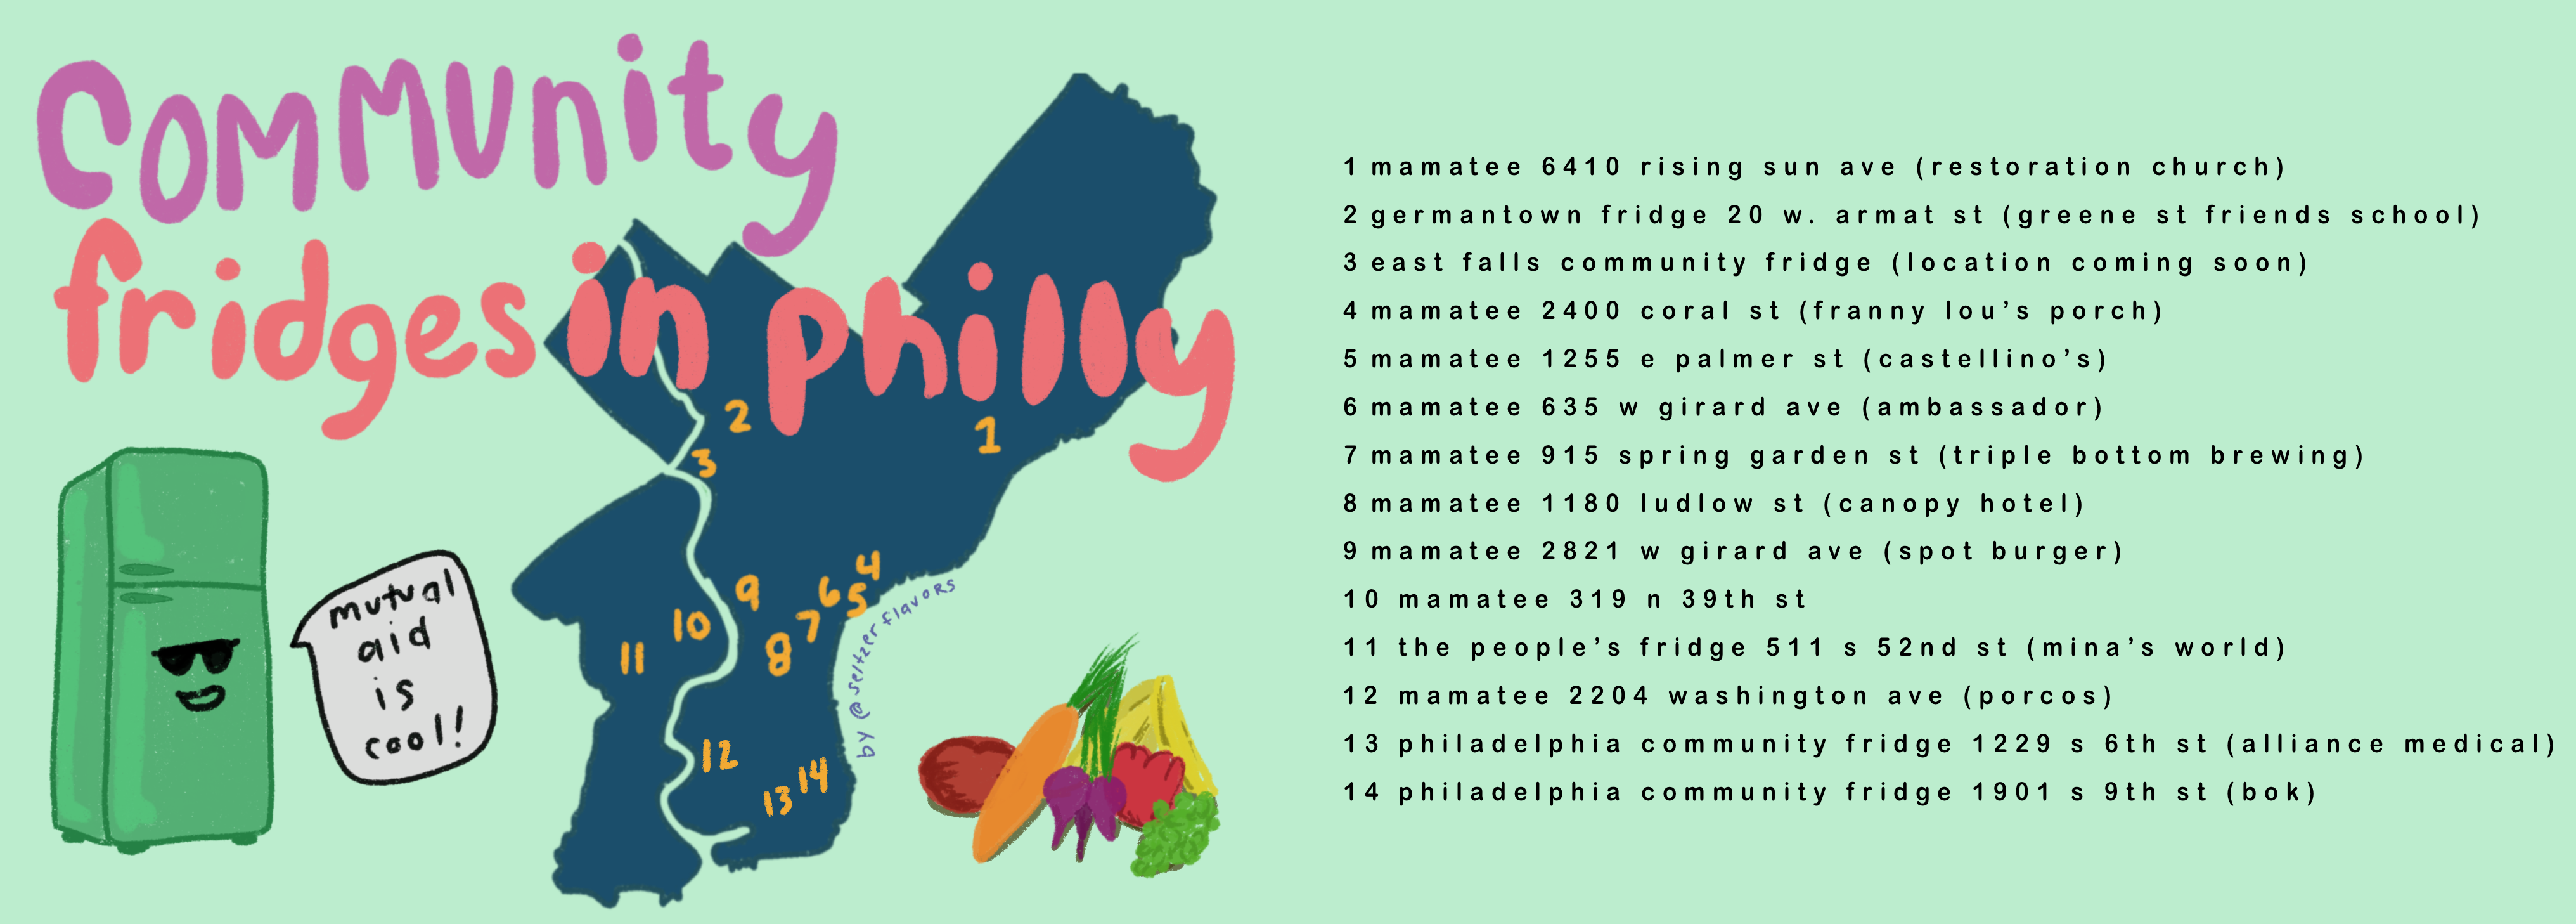 community
fridges in philly
mutual
aid
is
cool!
2
1
3
4
9
6
5
10
7
11
8
12
14
13
by @seltzerflavors
1 mamatee 6410 rising sun ave (restoration church)
2 germantown fridge 20 w. armat st (greene st friends school)
3 east falls community fridge (location coming soon)
4 mamatee 2400 coral st (franny lou’s porch)
5 mamatee 1255 e palmer st (castellino’s)
6 mamatee 635 w girard ave (ambassador)
7 mamatee 915 spring garden st (triple bottom brewing)
8 mamatee 1180 ludlow st (canopy hotel)
9 mamatee 2821 w girard ave (spot burger)
10 mamatee 319 n 39th st
11 the people’s fridge 511 s 52nd st (mina’s world)
12 mamatee 2204 washington ave (porcos)
13 philadelphia community fridge 1229 s 6th st (alliance medical)
14 philadelphia community fridge 1901 s 9th st (bok)